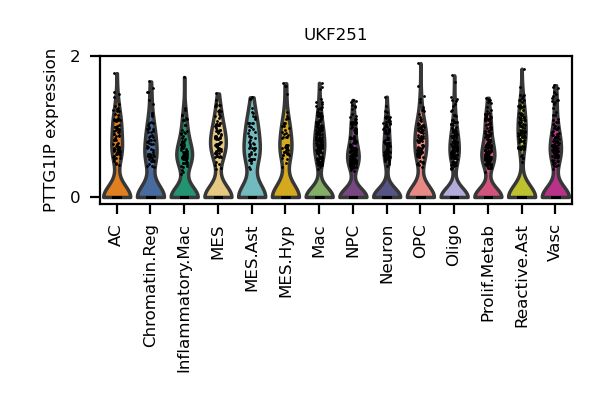 UKF251
PTTG1IP expression
2
0
AC
Chromatin.Reg
Inflammatory.Mac
MES
MES.Ast
MES.Hyp
Mac
NPC
Neuron
OPC
Oligo
Prolif.Metab
Reactive.Ast
Vasc